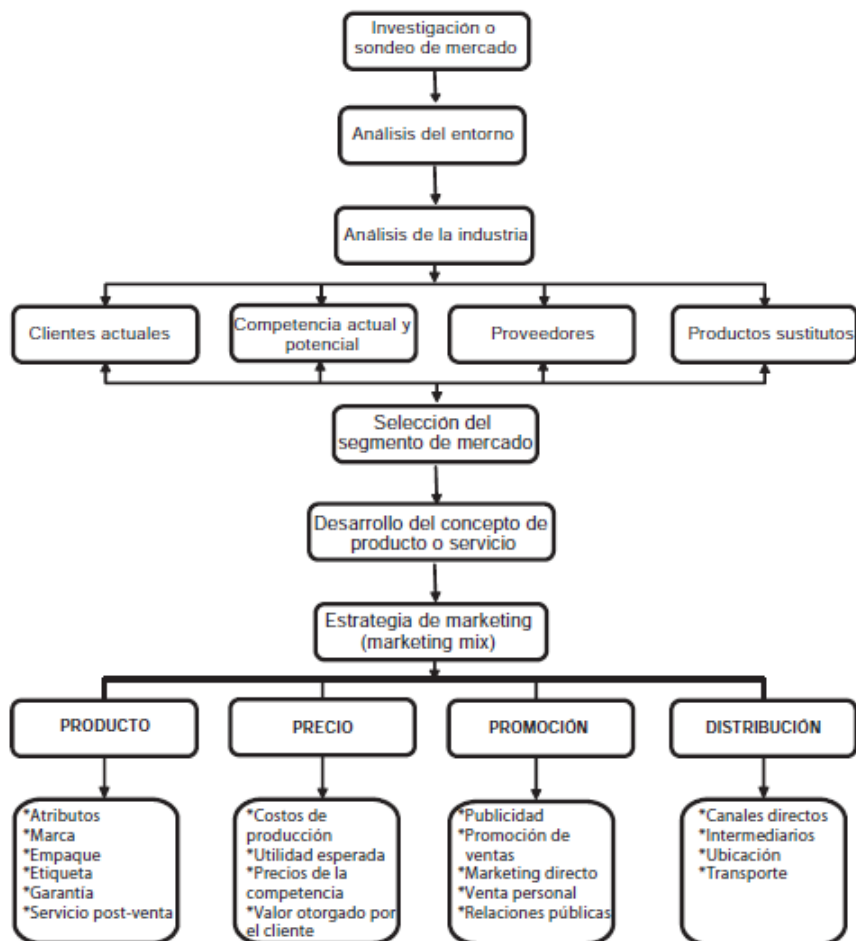 Investigación o
sondeo de mercado
Análisis del entorno
Análisis de la industria
Clientes actuales
Competencia actual y
potencial
Proveedores
Productos sustitutos
Selección del
segmento de mercado
Desarrollo del concepto de
producto o servicio
Estrategia de marketing
(marketing mix)
PRODUCTO
PRECIO
PROMOCIÓN
DISTRIBUCIÓN
*Atributos
*Marca
*Empaque
*Etiqueta
*Garantía
*Servicio post-venta
*Costos de
producción
*Utilidad esperada
*Precios de la
competencia
*Valor otorgado por
el cliente
*Publicidad
*Promoción de
ventas
*Marketing directo
*Venta personal
*Relaciones públicas
*Canales directos
*Intermediarios
*Ubicación
*Transporte